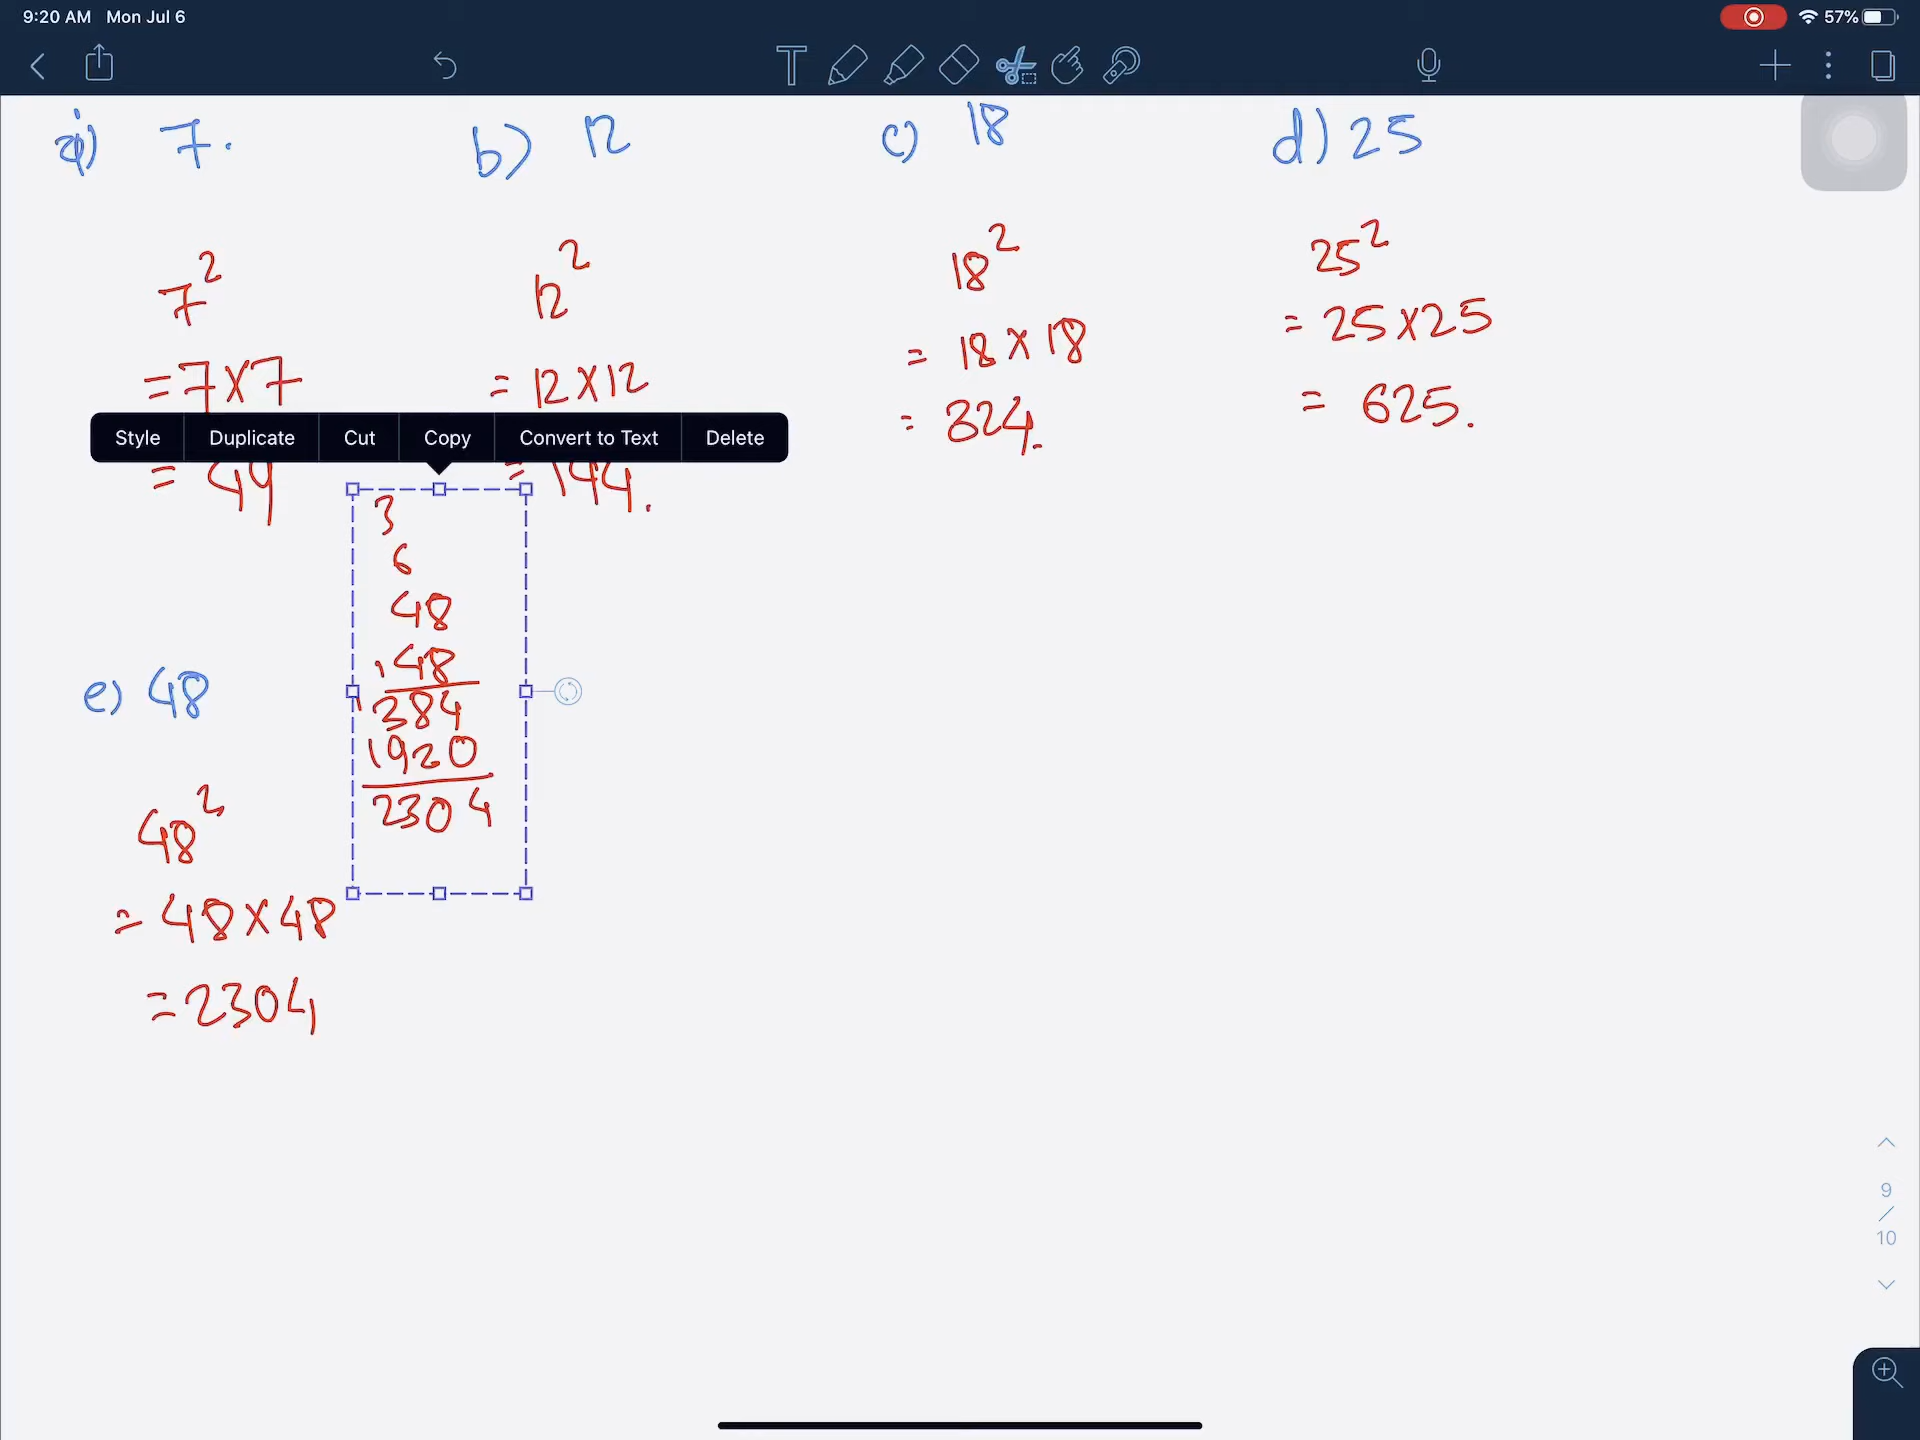 9:20 AM Mon Jul 6
57%
a) 7.
b) 12
c) 18
d) 25
7²
= 7 x 7
= 49
12²
= 12 x 12
= 144.
18²
= 18 x 18
= 324.
25²
= 25 x 25
= 625.
Style Duplicate Cut Copy Convert to Text Delete
e) 48
48²
= 48 x 48
= 2304
3
6
48
48
384
1920
2304
9
/
10